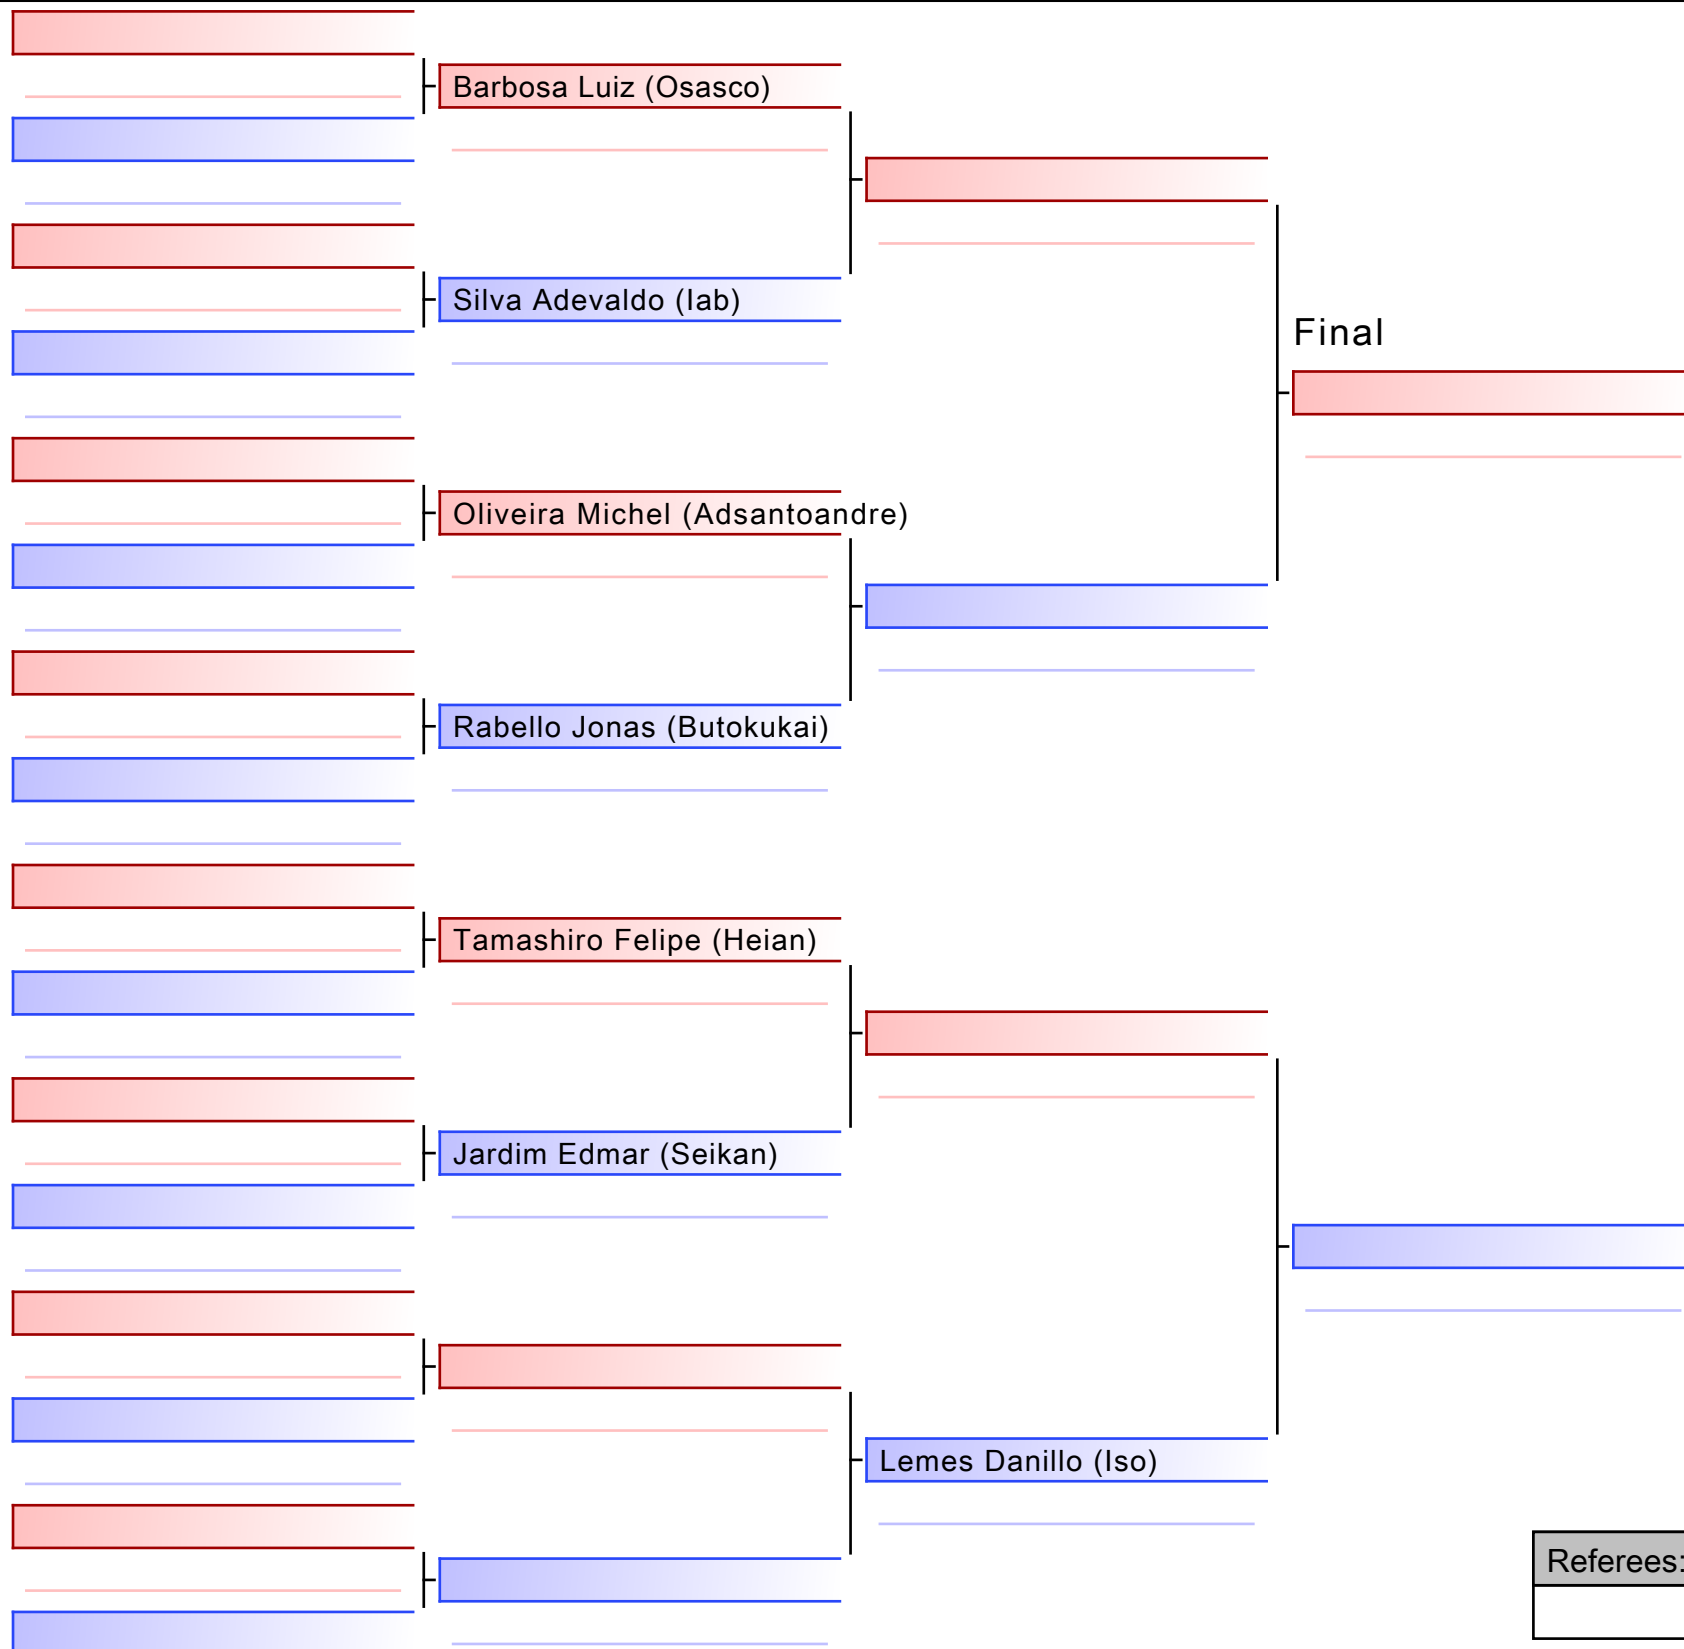 Barbosa Luiz (Osasco)
Silva Adevaldo (Iab)
Final
Oliveira Michel (Adsantoandre)
Rabello Jonas (Butokukai)
Tamashiro Felipe (Heian)
Jardim Edmar (Seikan)
Lemes Danillo (Iso)
Referees: